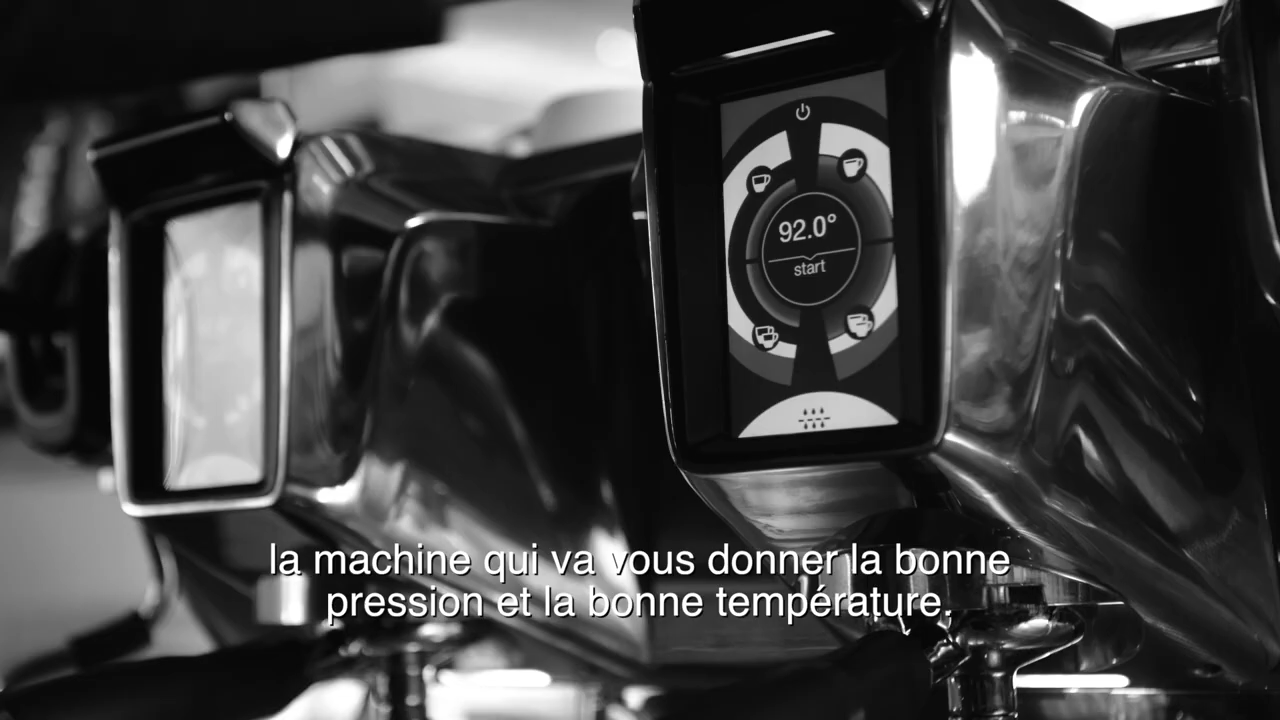 92.0°
start
la machine qui va vous donner la bonne
pression et la bonne température.